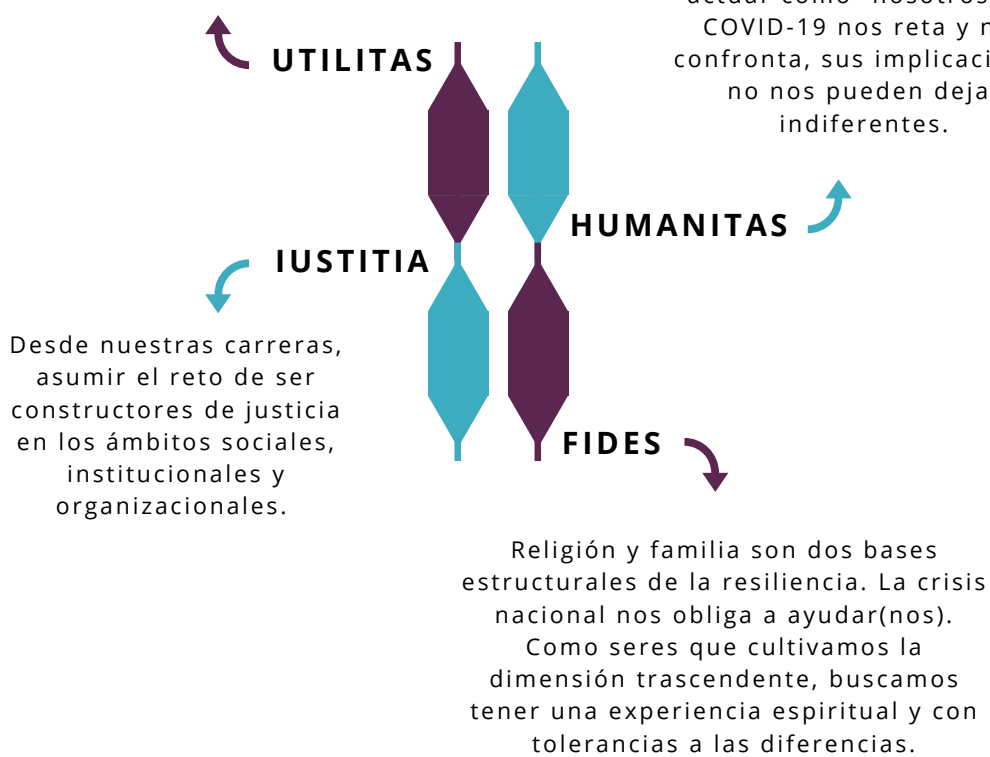 actual como "nosotros
COVID-19 nos reta y
confronta, sus
no nos pueden
indiferentes.
UTILITAS
HUMANITAS
IUSTITIA
Desde nuestras carreras,
asumir el reto de ser
constructores de justicia
en los ámbitos sociales,
institucionales y
organizacionales.
FIDES
Religión y familia son dos bases
estructurales de la resiliencia. La crisis
nacional nos obliga a ayudar(nos).
Como seres que cultivamos la
dimensión trascendente, buscamos
tener una experiencia espiritual y con
tolerancias a las diferencias.